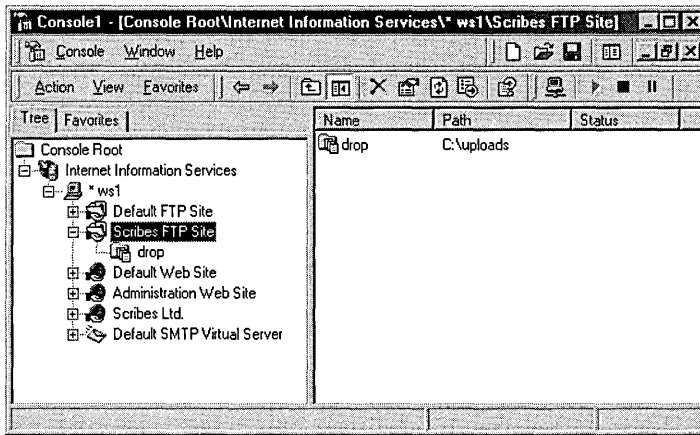 Console1 - [Console Root\Internet Information Services\* ws1\Scribes FTP Site]
Console Window Help
Action View Favorites
Tree Favorites
Name Path Status
Console Root
drop C:\uploads
Internet Information Services
* ws1
Default FTP Site
Scribes FTP Site
drop
Default Web Site
Administration Web Site
Scribes Ltd.
Default SMTP Virtual Server